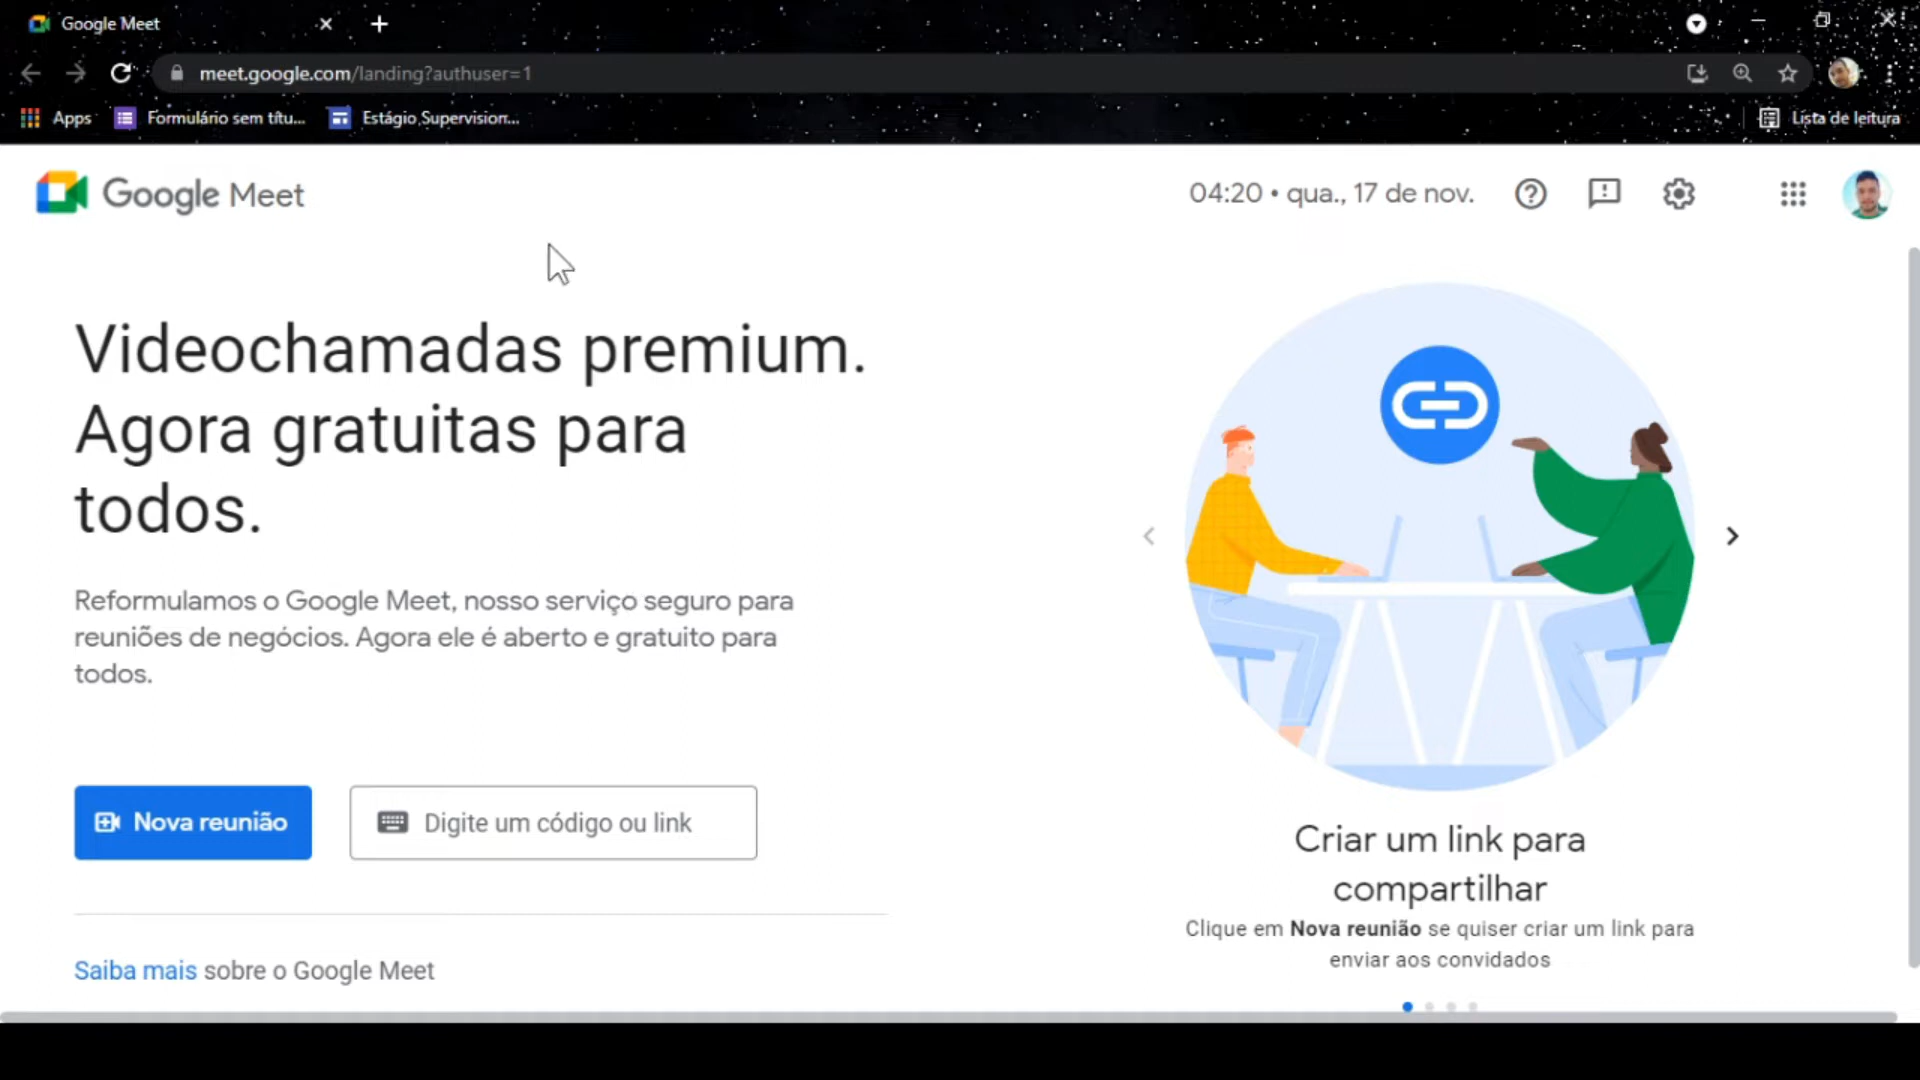 Google Meet
meet.google.com/landing?authuser=1
Apps
Formulário sem títu...
Estágio Supervision...
Lista de leitura
Google Meet
04:20 • qua., 17 de nov.
Videochamadas premium.
Agora gratuitas para
todos.
Reformulamos o Google Meet, nosso serviço seguro para
reuniões de negócios. Agora ele é aberto e gratuito para
todos.
Nova reunião
Digite um código ou link
Saiba mais sobre o Google Meet
Criar um link para
compartilhar
Clique em Nova reunião se quiser criar um link para
enviar aos convidados